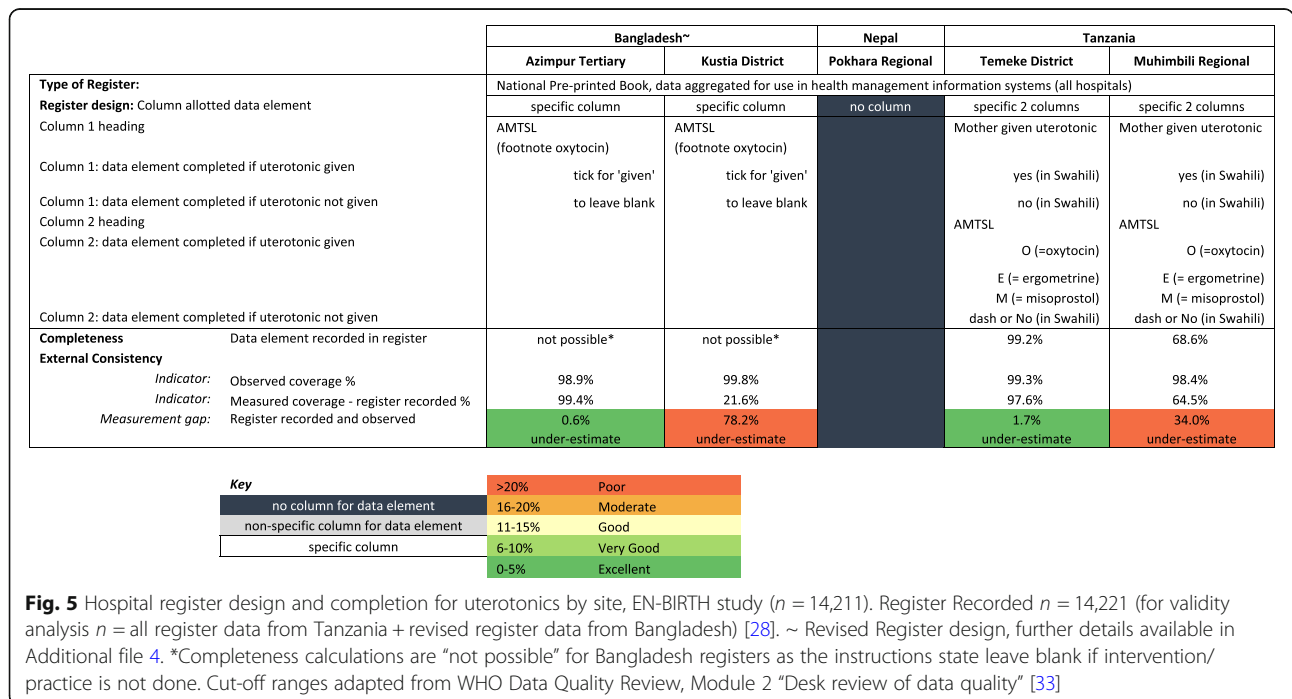 Bangladesh~ Nepal Tanzania
Azimpur Tertiary Kustia District Pokhara Regional Temeke District Muhimbili Regional
Type of Register: National Pre-printed Book, data aggregated for use in health management information systems (all hospitals)
Register design: Column allotted data element specific column specific column no column specific 2 columns specific 2 columns
Column 1 heading AMTSL AMTSL Mother given uterotonic Mother given uterotonic
(footnote oxytocin) (footnote oxytocin)
Column 1: data element completed if uterotonic given tick for 'given' tick for 'given' yes (in Swahili) yes (in Swahili)
Column 1: data element completed if uterotonic not given to leave blank to leave blank no (in Swahili) no (in Swahili)
Column 2 heading AMTSL AMTSL
Column 2: data element completed if uterotonic given O (=oxytocin) O (=oxytocin)
E (= ergometrine) E (= ergometrine)
M (= misoprostol) M (= misoprostol)
Column 2: data element completed if uterotonic not given dash or No (in Swahili) dash or No (in Swahili)
Completeness Data element recorded in register not possible* not possible* 99.2% 68.6%
External Consistency
Indicator: Observed coverage % 98.9% 99.8% 99.3% 98.4%
Indicator: Measured coverage - register recorded % 99.4% 21.6% 97.6% 64.5%
Measurement gap: Register recorded and observed 0.6% 78.2% 1.7% 34.0%
under-estimate under-estimate under-estimate under-estimate
Key >20% Poor
no column for data element 16-20% Moderate
non-specific column for data element 11-15% Good
specific column 6-10% Very Good
0-5% Excellent
Fig. 5 Hospital register design and completion for uterotonics by site, EN-BIRTH study (n = 14,211). Register Recorded n = 14,221 (for validity
analysis n = all register data from Tanzania + revised register data from Bangladesh) [28]. ~ Revised Register design, further details available in
Additional file 4. *Completeness calculations are “not possible” for Bangladesh registers as the instructions state leave blank if intervention/
practice is not done. Cut-off ranges adapted from WHO Data Quality Review, Module 2 “Desk review of data quality” [33]